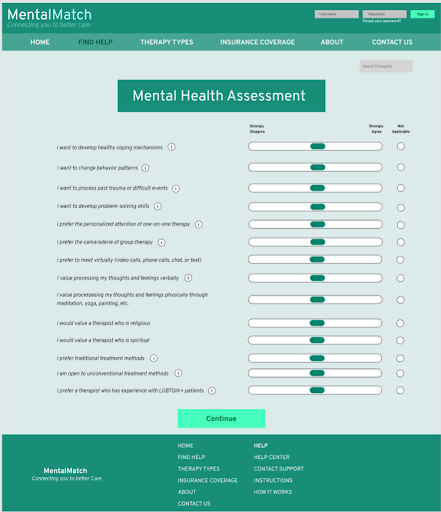 MentalMatch
Connecting you to better care
Username
Password
Sign in
Forgot your password?
HOME
FIND HELP
THERAPY TYPES
INSURANCE COVERAGE
ABOUT
CONTACT US
Search Therapists
Mental Health Assessment
Strongly Disagree
Strongly Agree
Not Applicable
I want to develop healthy coping mechanisms
I want to change behavior patterns
I want to process past trauma or difficult events
I want to develop problem-solving skills
I prefer the personalized attention of one-on-one therapy
I prefer the camaraderie of group therapy
I prefer to meet virtually (video calls, phone calls, chat, or text)
I value processing my thoughts and feelings verbally
I value processesing my thoughts and feelings physically through
meditation, yoga, painting, etc.
I would value a therapist who is religious
I would value a therapist who is spiritual
I prefer traditional treatment methods
I am open to unconventional treatment methods
I prefer a therapist who has experience with LGBTQIA+ patients
Continue
MentalMatch
Connecting you to better Care
HOME
FIND HELP
THERAPY TYPES
INSURANCE COVERAGE
ABOUT
CONTACT US
HELP
HELP CENTER
CONTACT SUPPORT
INSTRUCTIONS
HOW IT WORKS